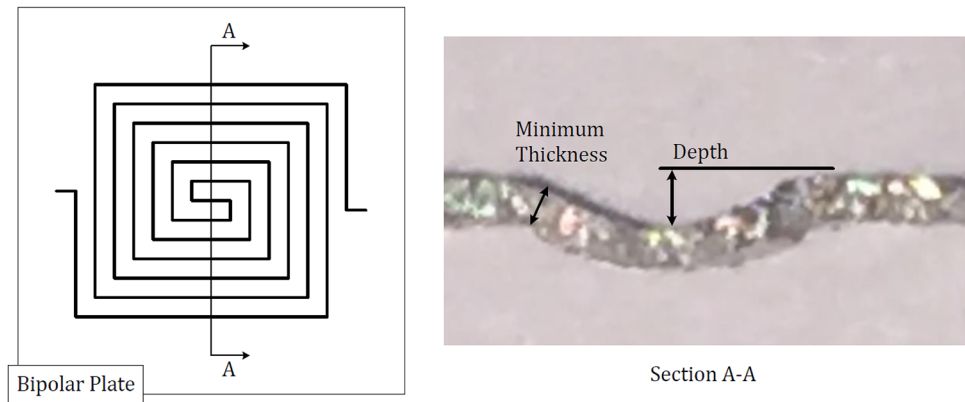 A
A
Bipolar Plate
Minimum
Thickness
Depth
Section A-A